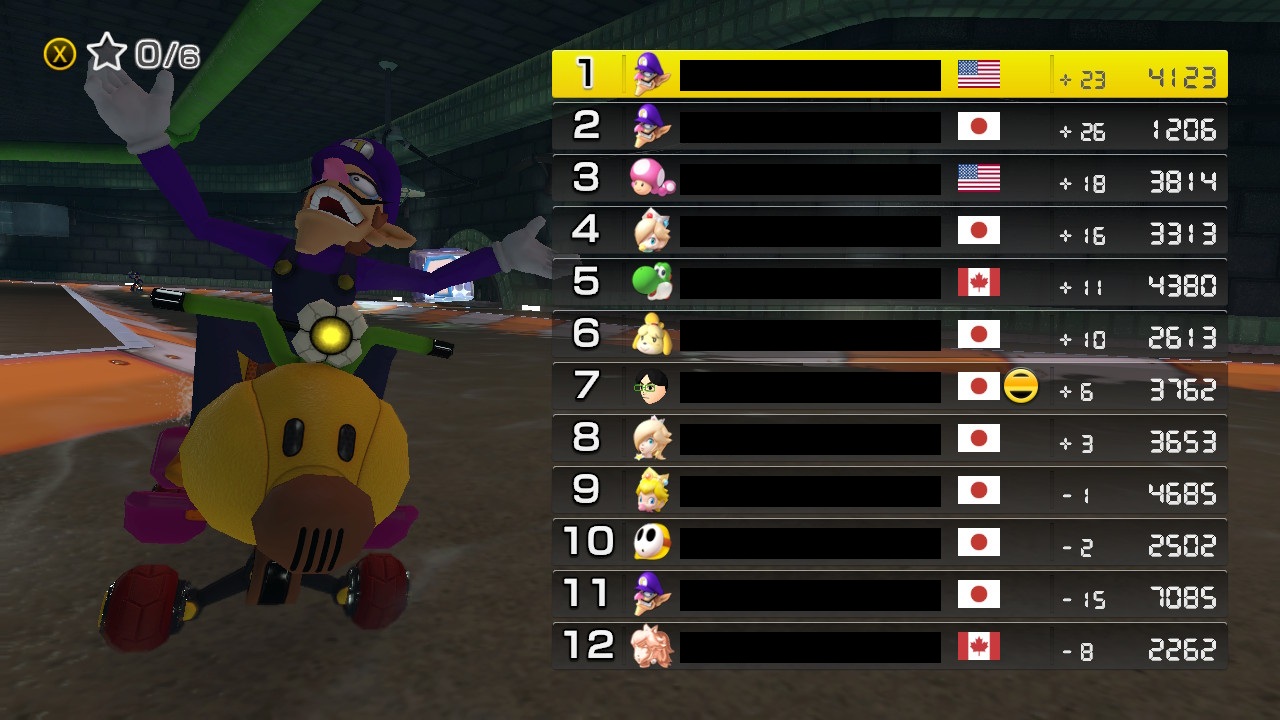 X 0/6
1 + 23 4123
2 + 26 1206
3 + 18 3814
4 + 16 3313
5 + 11 4380
6 + 10 2613
7 + 6 3762
8 + 3 3653
9 - 1 4685
10 - 2 2502
11 - 15 7085
12 - 8 2262